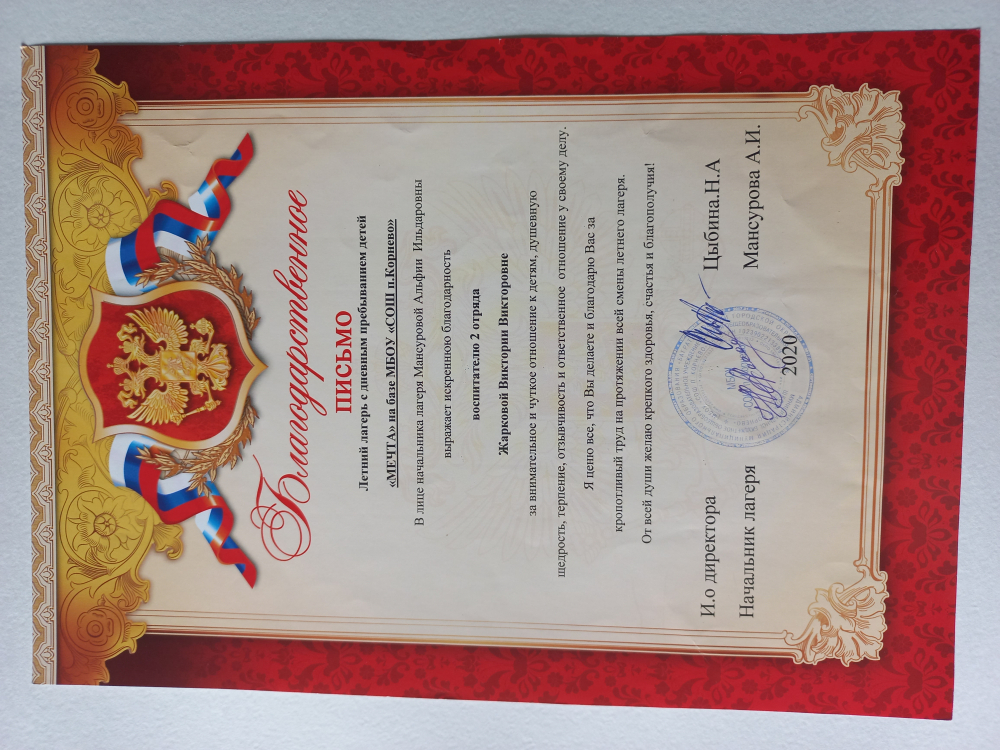 Благодарственное
ПИСЬМО
Летний лагерь с дневным пребыванием детей
«МЕЧТА» на базе МБОУ «СОШ п.Корнево»
В лице начальника лагеря Мансуровой Альфии Ильдаровны
выражает искреннюю благодарность
воспитателю 2 отряда
Жарковой Виктории Викторовне
за внимательное и чуткое отношение к детям, душевную
щедрость, терпение, отзывчивость и ответственное отношение у своему делу.
Я ценю все, что Вы делаете и благодарю Вас за
кропотливый труд на протяжении всей смены летнего лагеря.
От всей души желаю крепкого здоровья, счастья и благополучия!
И.о директора Цыбина.Н.А
Начальник лагеря Мансурова А.И.
2020